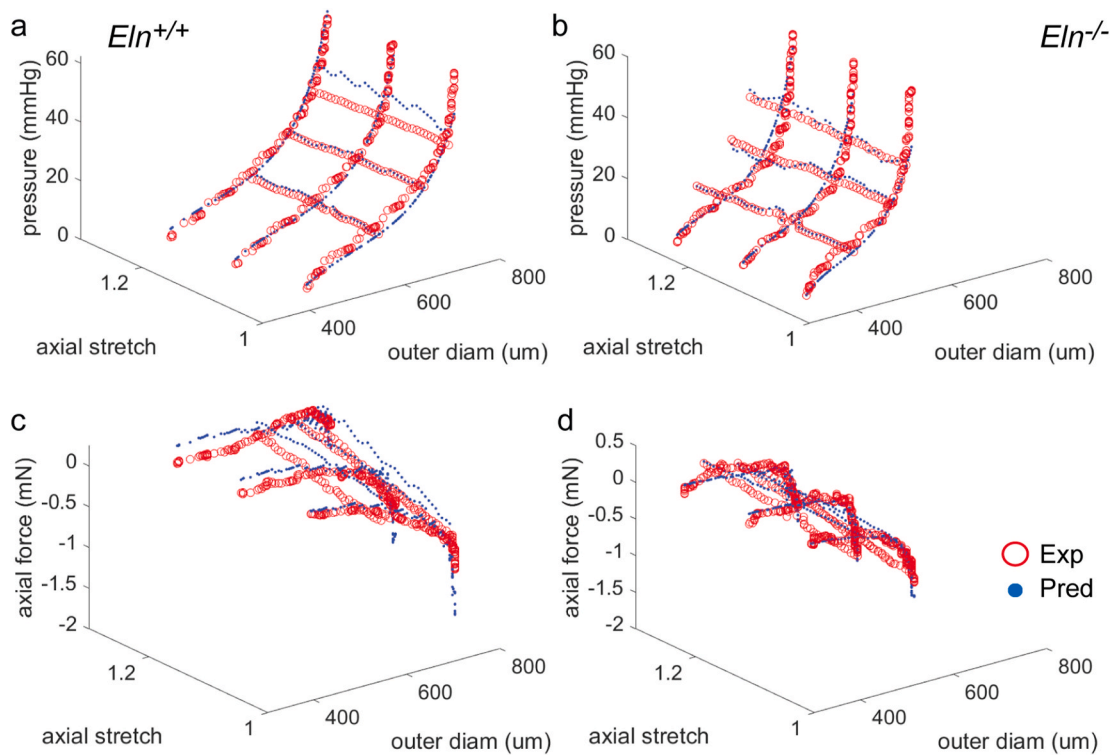 a
Eln+/+
b
Eln-/-
60
40
20
0
pressure (mmHg)
1.2
1
axial stretch
400
600
800
outer diam (um)
60
40
20
0
pressure (mmHg)
1.2
1
axial stretch
400
600
800
outer diam (um)
c
0
-0.5
-1
-1.5
-2
axial force (mN)
1.2
1
axial stretch
400
600
800
outer diam (um)
d
0.5
0
-0.5
-1
-1.5
-2
axial force (mN)
1.2
1
axial stretch
400
600
800
outer diam (um)
Exp
Pred